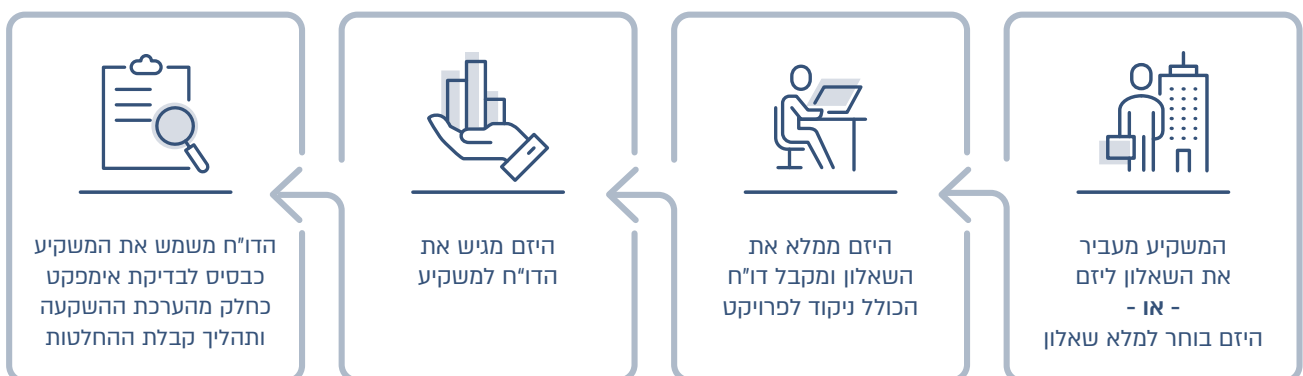 המשקיע מעביר
את השאלון ליזם
- או -
היזם בוחר למלא שאלון
היזם ממלא את
השאלון ומקבל דו"ח
הכולל ניקוד לפרויקט
היזם מגיש את
הדו"ח למשקיע
הדו"ח משמש את המשקיע
כבסיס לבדיקת אימפקט
כחלק מהערכת ההשקעה
ותהליך קבלת ההחלטות